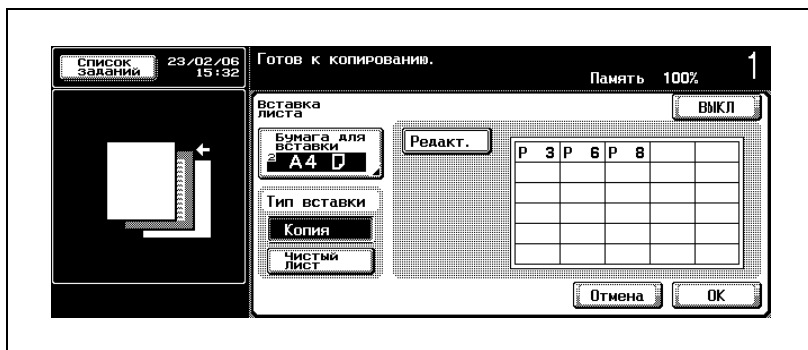 Список
заданий
23/02/06
15:32
Готов к копированию.
Память 100%
1
Вставка
листа
ВЫКЛ
Бумага для
вставки
2 A4
Редакт.
P 3 P 6 P 8
Тип вставки
Копия
Чистый
лист
Отмена
OK